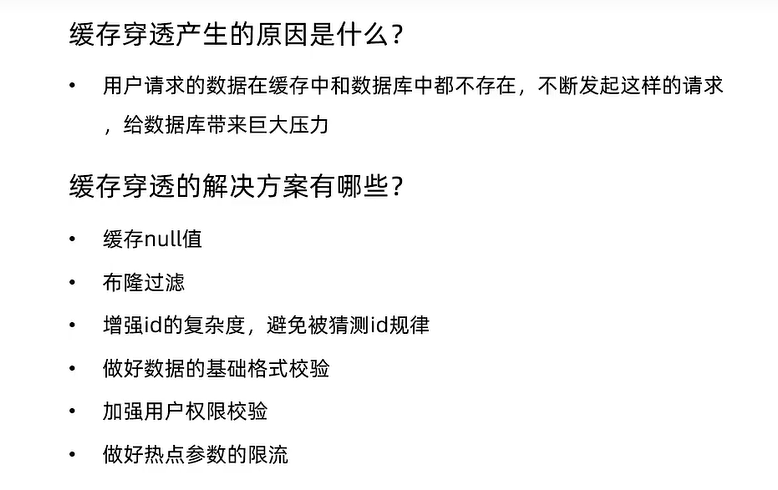 缓存穿透产生的原因是什么？
• 用户请求的数据在缓存中和数据库中都不存在，不断发起这样的请求
，给数据库带来巨大压力
缓存穿透的解决方案有哪些？
• 缓存null值
• 布隆过滤
• 增强id的复杂度，避免被猜测id规律
• 做好数据的基础格式校验
• 加强用户权限校验
• 做好热点参数的限流